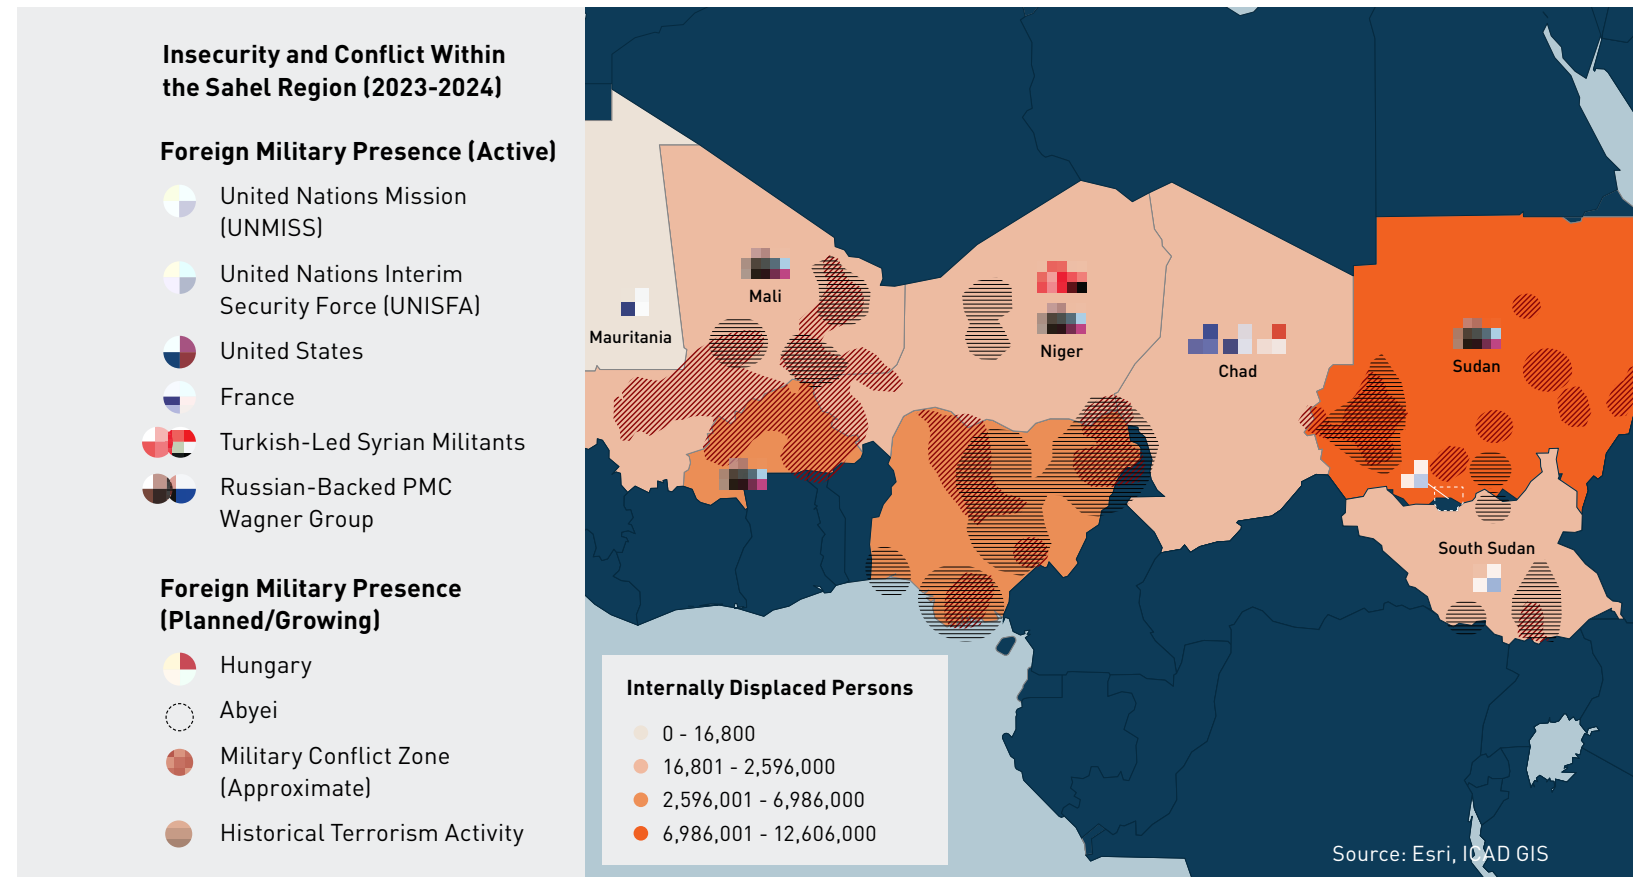 Insecurity and Conflict Within
the Sahel Region (2023-2024)
Foreign Military Presence (Active)
United Nations Mission
(UNMISS)
United Nations Interim
Security Force (UNISFA)
United States
France
Turkish-Led Syrian Militants
Russian-Backed PMC
Wagner Group
Foreign Military Presence
(Planned/Growing)
Hungary
Abyei
Military Conflict Zone
(Approximate)
Historical Terrorism Activity
Mali
Mauritania
Niger
Chad
Sudan
South Sudan
Internally Displaced Persons
0 - 16,800
16,801 - 2,596,000
2,596,001 - 6,986,000
6,986,001 - 12,606,000
Source: Esri, ICAD GIS